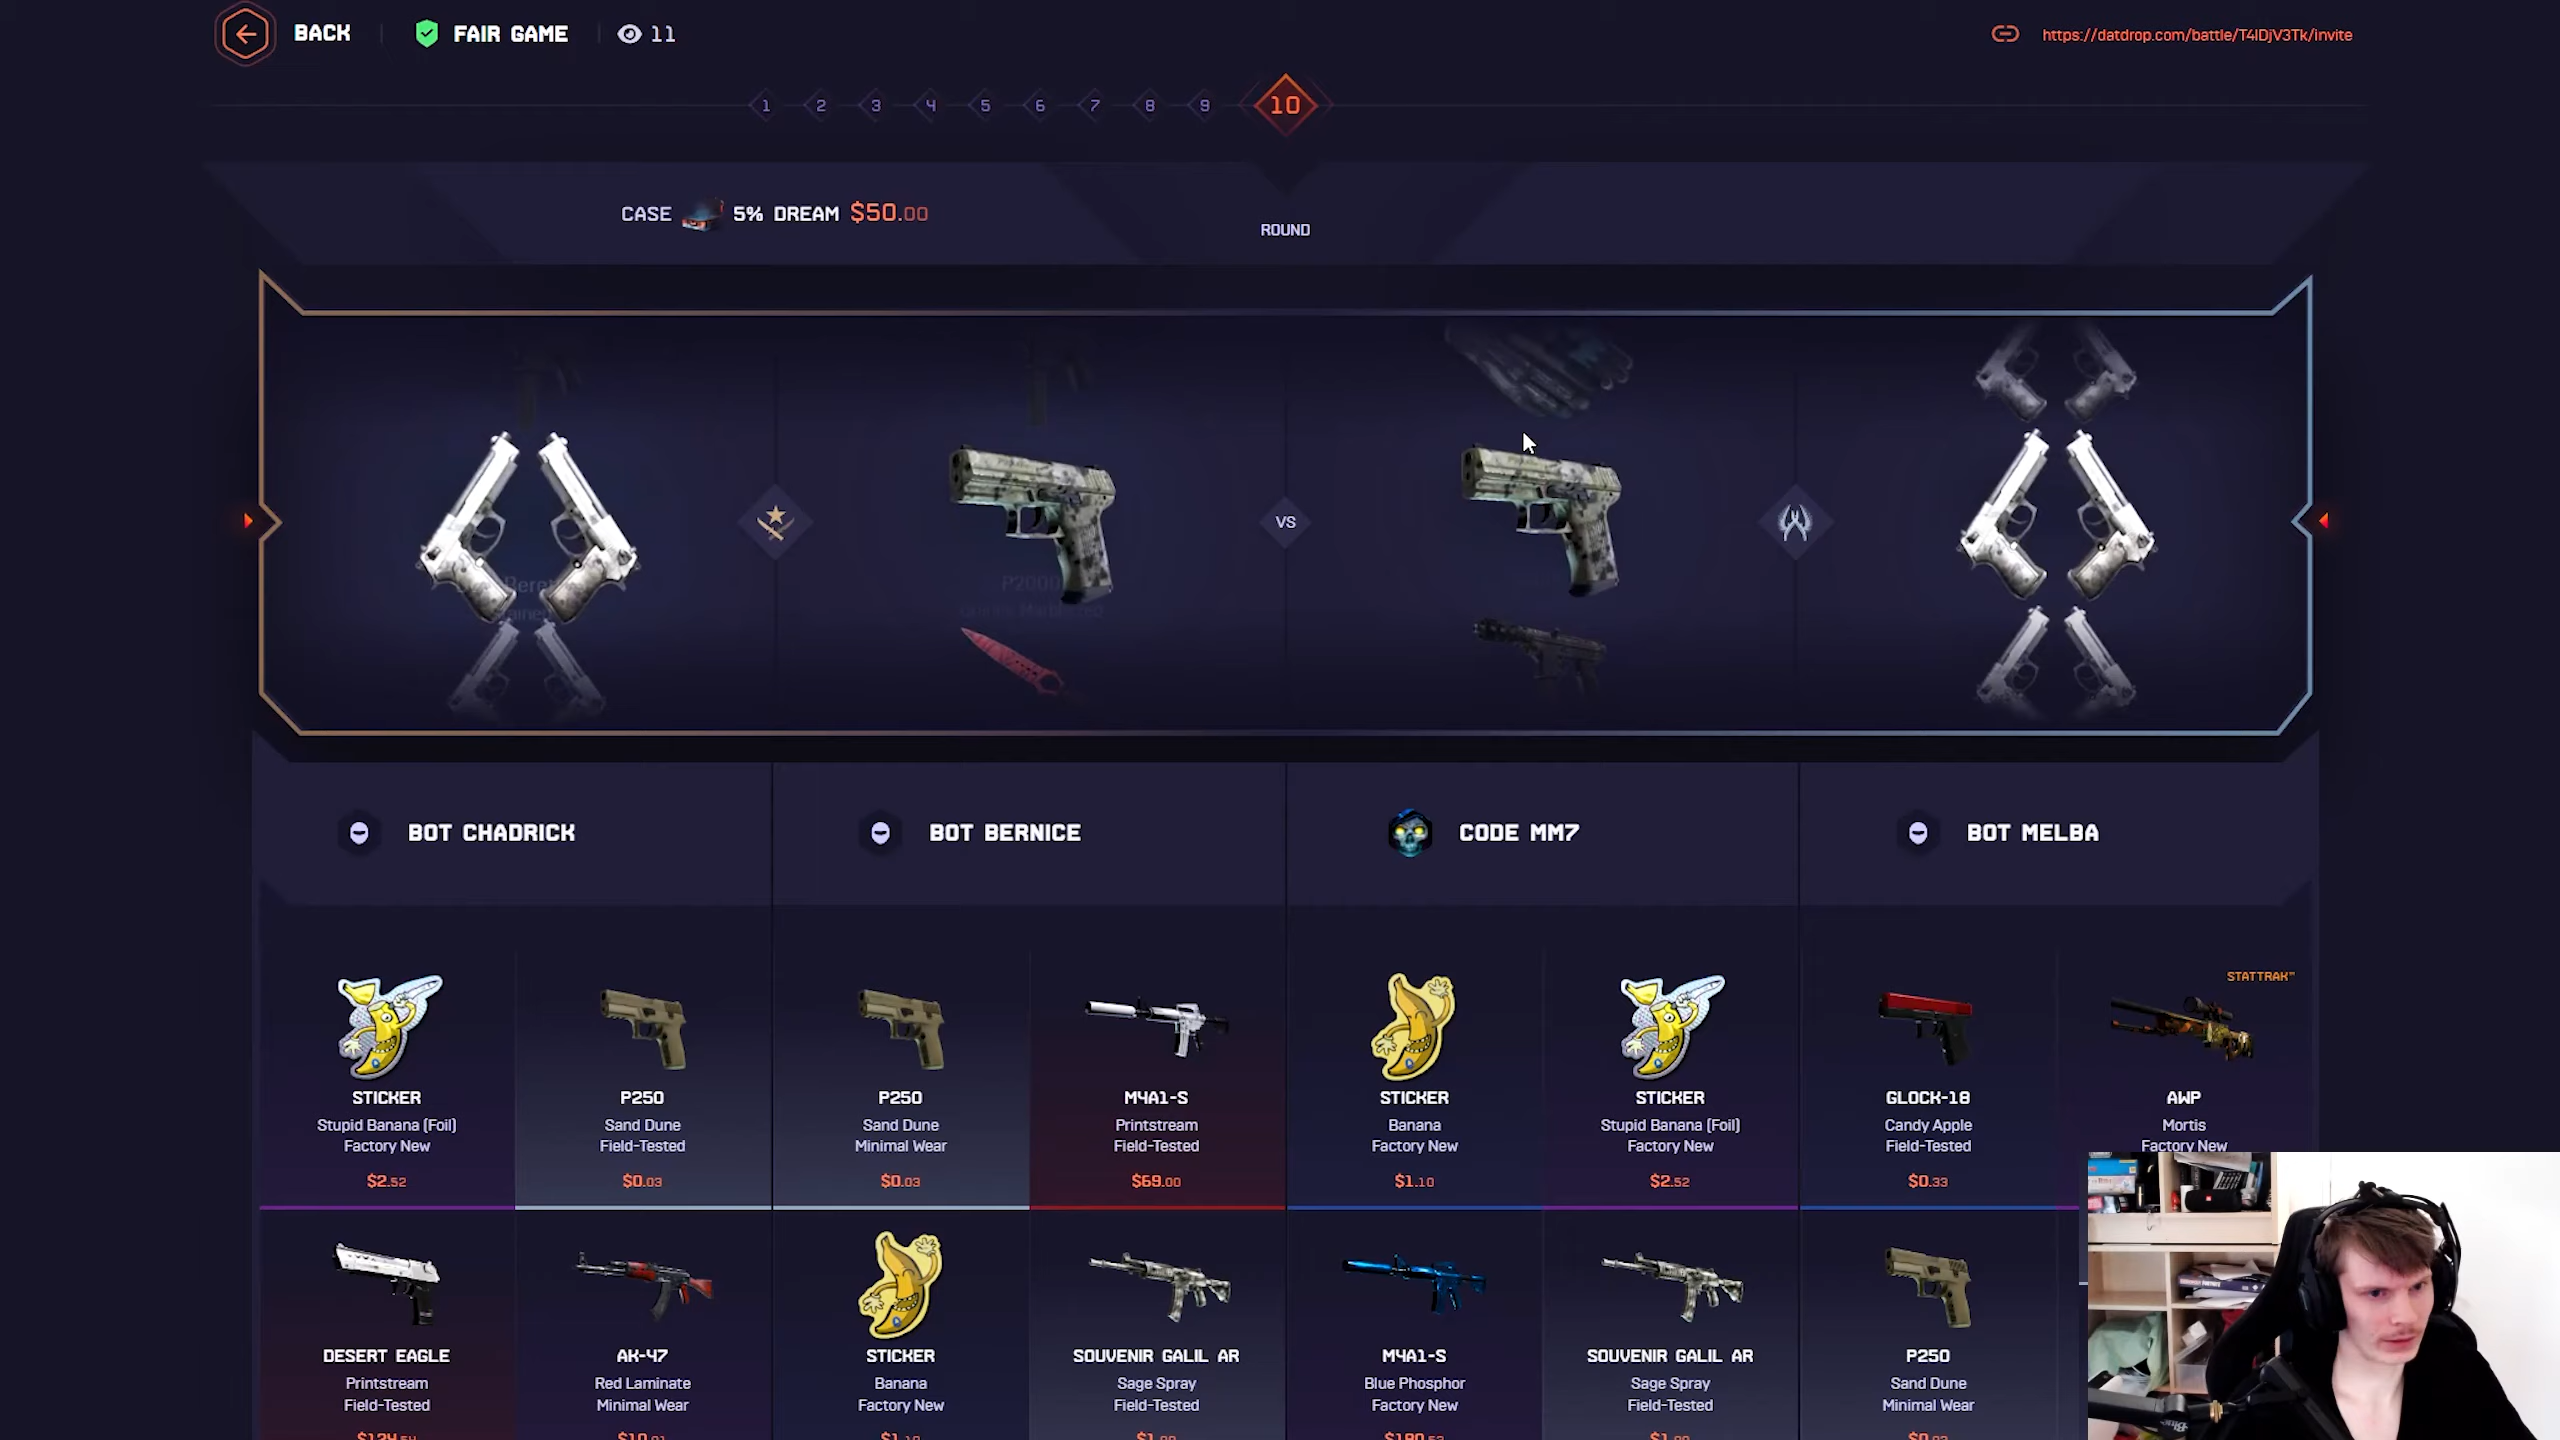 BACK
FAIR GAME
11
https://datdrop.com/battle/T4lDjV3Tk/invite
1 2 3 4 5 6 7 8 9 10
CASE 5% DREAM $50.00
ROUND
VS
P2000
BOT CHADRICK
BOT BERNICE
CODE MM7
BOT MELBA
STICKER
Stupid Banana (Foil)
Factory New
$2.52
P250
Sand Dune
Field-Tested
$0.03
P250
Sand Dune
Minimal Wear
$0.03
M4A1-S
Printstream
Field-Tested
$69.00
STICKER
Banana
Factory New
$1.10
STICKER
Stupid Banana (Foil)
Factory New
$2.52
GLOCK-18
Candy Apple
Field-Tested
$0.33
STATTRAK™
AWP
Mortis
Factory New
DESERT EAGLE
Printstream
Field-Tested
AK-47
Red Laminate
Minimal Wear
STICKER
Banana
Factory New
SOUVENIR GALIL AR
Sage Spray
Field-Tested
M4A1-S
Blue Phosphor
Factory New
SOUVENIR GALIL AR
Sage Spray
Field-Tested
P250
Sand Dune
Minimal Wear